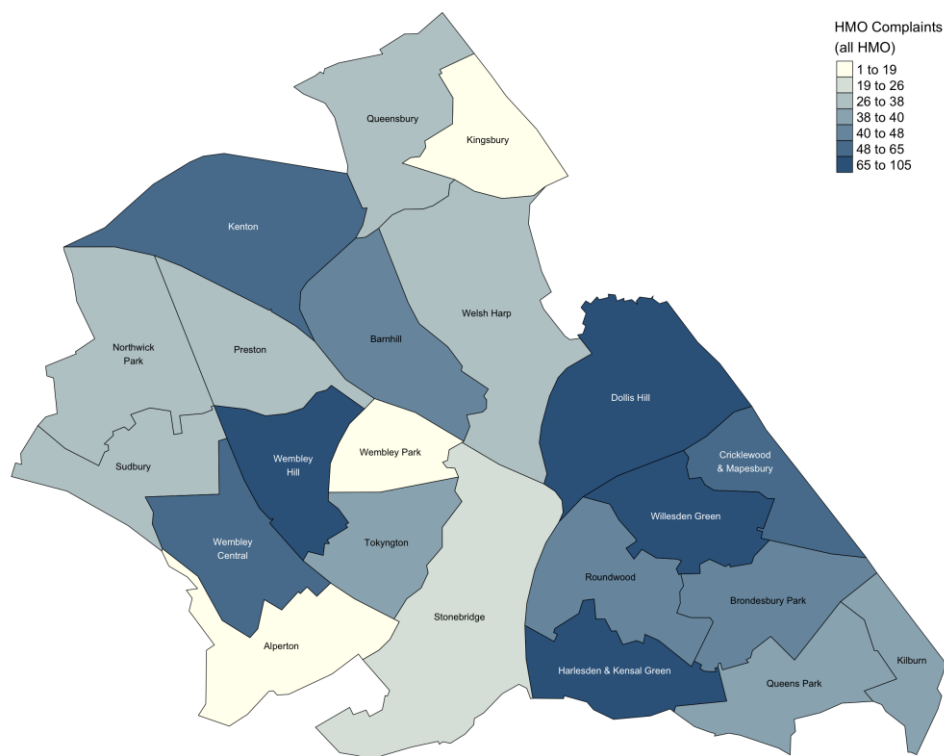 HMO Complaints
(all HMO)
1 to 19
19 to 26
26 to 38
38 to 40
40 to 48
48 to 65
65 to 105
Queensbury
Kingsbury
Kenton
Welsh Harp
Barnhill
Northwick
Park
Preston
Dollis Hill
Wembley Park
Cricklewood
& Mapesbury
Sudbury
Wembley
Hill
Willesden Green
Wembley
Central
Tokyngton
Roundwood
Brondesbury Park
Stonebridge
Alperton
Harlesden & Kensal Green
Kilburn
Queens Park